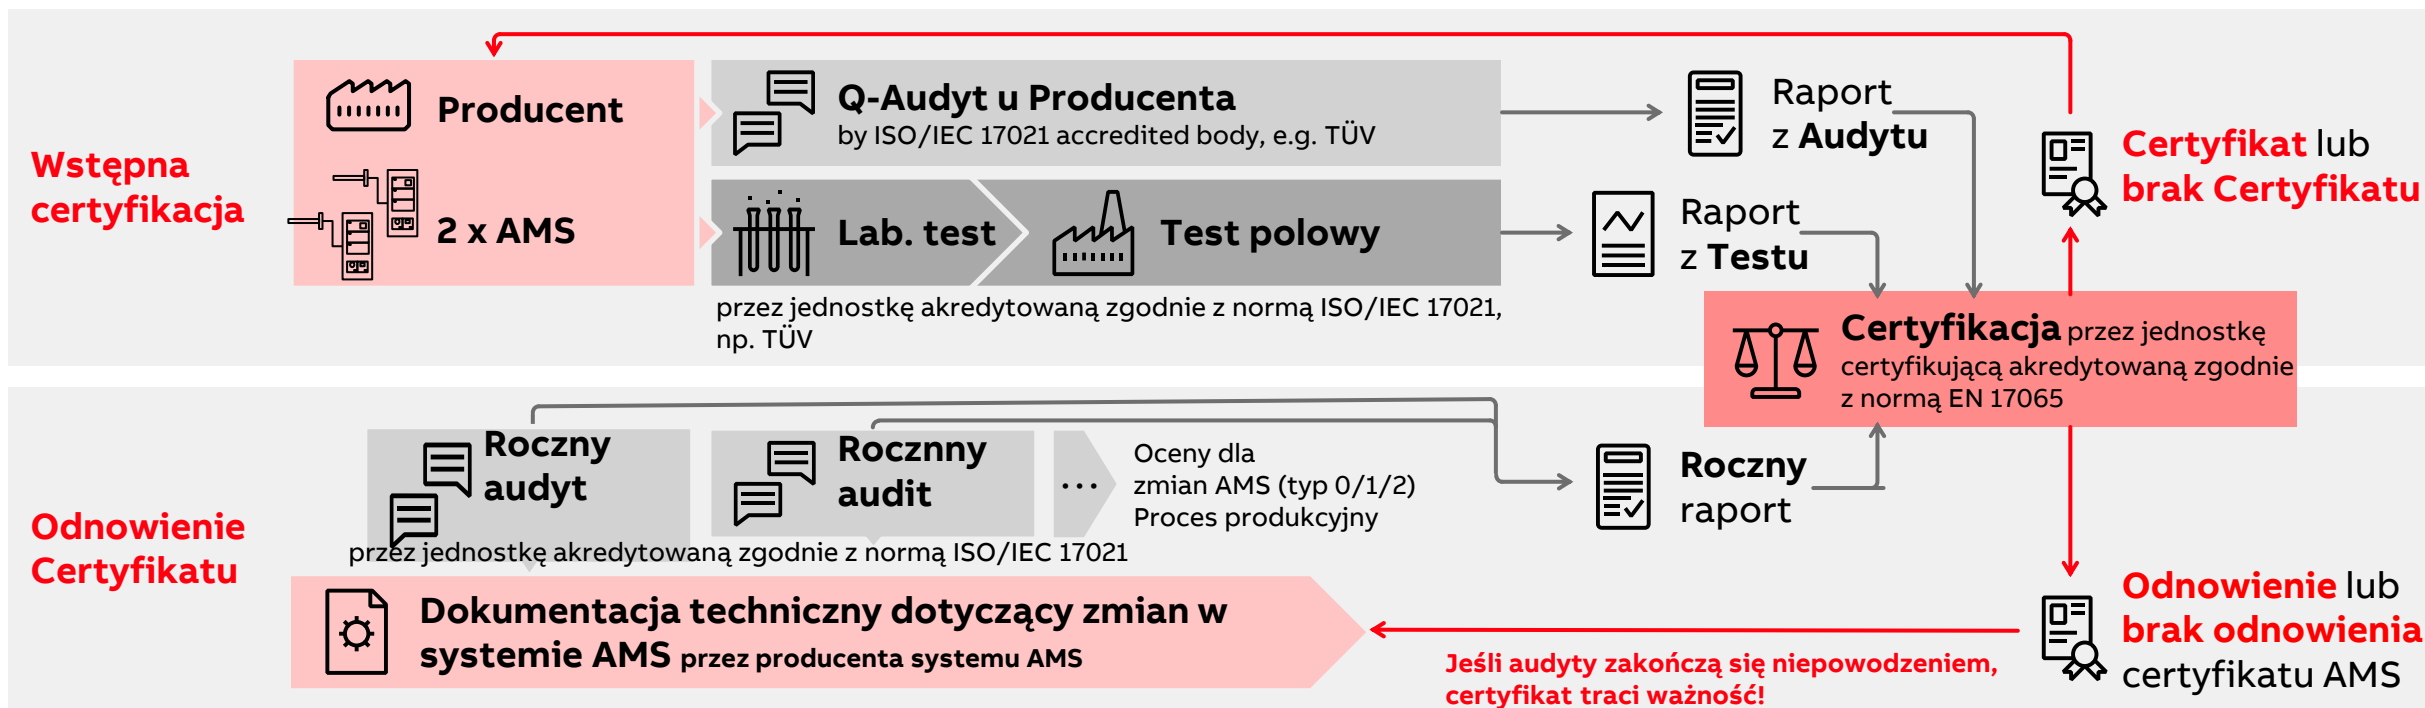 Wstępna
certyfikacja
Producent
2 x AMS
Q-Audyt u Producenta
by ISO/IEC 17021 accredited body, e.g. TÜV
Lab. test
Test polowy
przez jednostkę akredytowaną zgodnie z normą ISO/IEC 17021,
np. TÜV
Raport
z Audytu
Raport
z Testu
Certyfikat lub
brak Certyfikatu
Certyfikacja przez jednostkę
certyfikującą akredytowaną zgodnie
z normą EN 17065
Odnowienie
Certyfikatu
Roczny
audyt
Rocznny
audit
...
Oceny dla
zmian AMS (typ 0/1/2)
Proces produkcyjny
przez jednostkę akredytowaną zgodnie z normą ISO/IEC 17021
Roczny
raport
Dokumentacja techniczny dotyczący zmian w
systemie AMS przez producenta systemu AMS
Jeśli audyty zakończą się niepowodzeniem,
certyfikat traci ważność!
Odnowienie lub
brak odnowienia
certyfikatu AMS